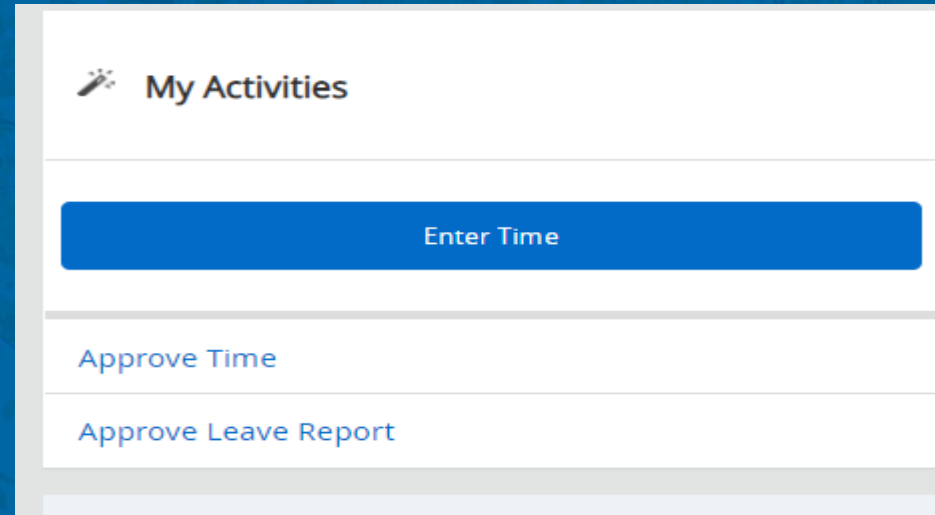 My Activities
Enter Time
Approve Time
Approve Leave Report